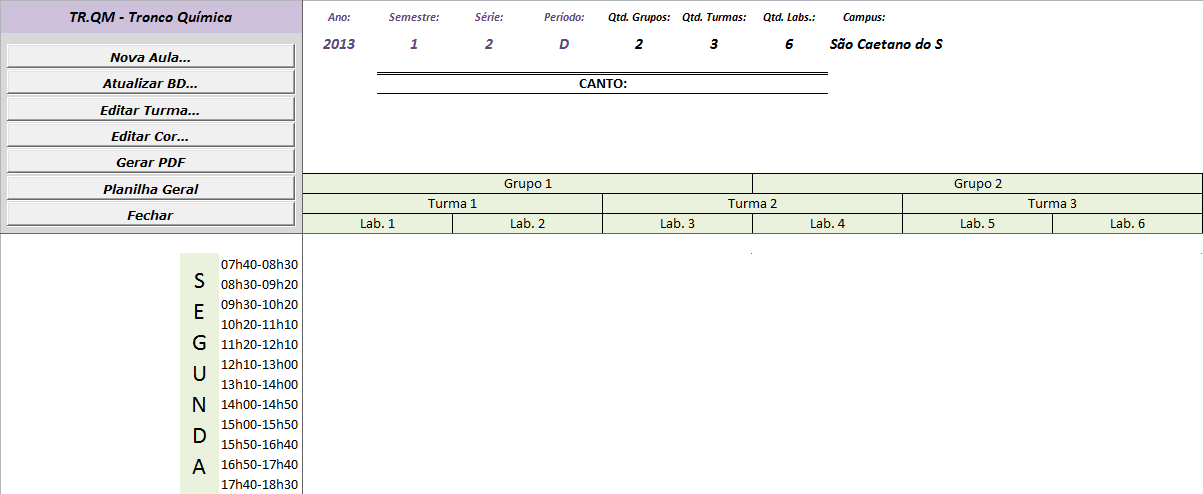 TR.QM - Tronco Química
Nova Aula...
Atualizar BD...
Editar Turma...
Editar Cor...
Gerar PDF
Planilha Geral
Fechar
Ano: Semestre: Série: Período: Qtd. Grupos: Qtd. Turmas: Qtd. Labs.: Campus:
2013 1 2 D 2 3 6 São Caetano do S
CANTO:
Grupo 1 Grupo 2
Turma 1 Turma 2 Turma 3
Lab. 1 Lab. 2 Lab. 3 Lab. 4 Lab. 5 Lab. 6
SEGUNDA
07h40-08h30
08h30-09h20
09h30-10h20
10h20-11h10
11h20-12h10
12h10-13h00
13h10-14h00
14h00-14h50
15h00-15h50
15h50-16h40
16h50-17h40
17h40-18h30